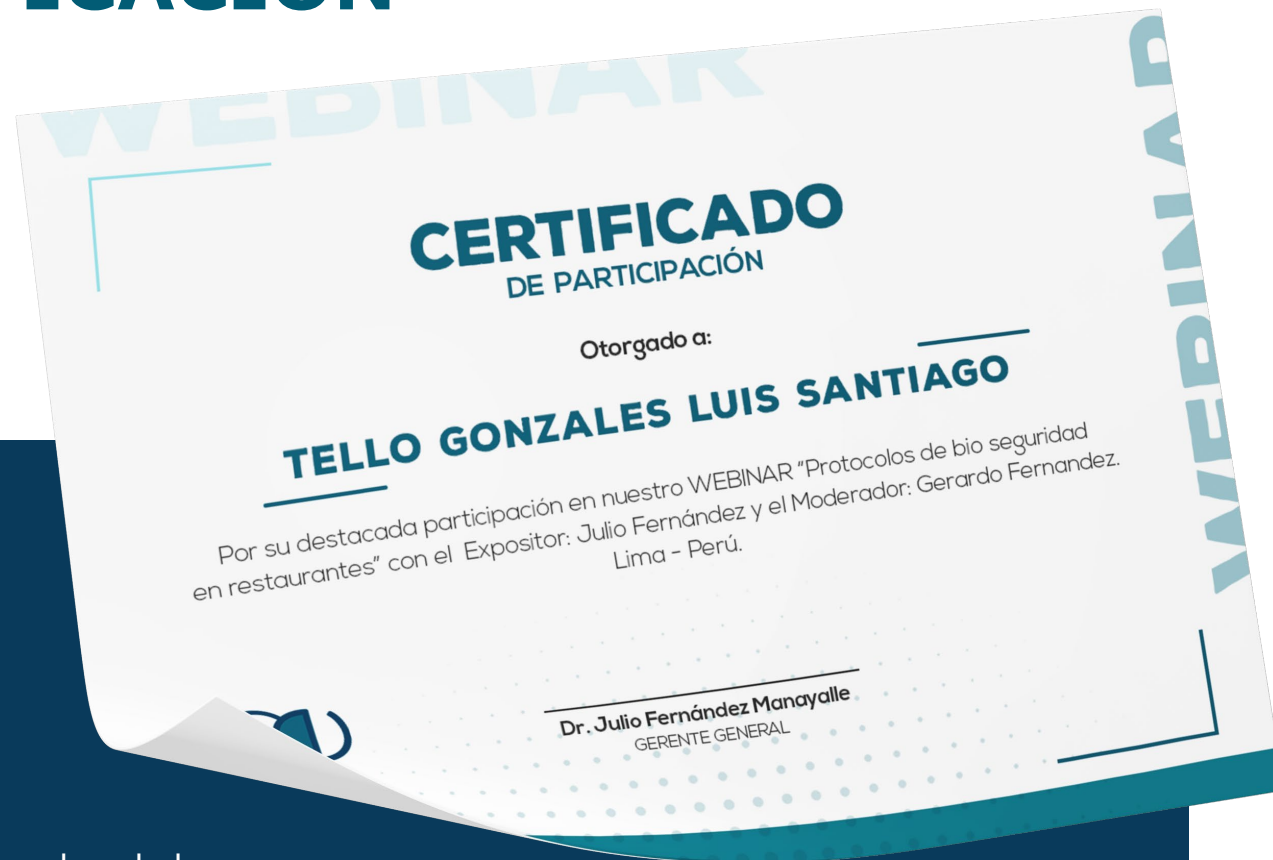 WEBINAR
CERTIFICADO
DE PARTICIPACIÓN
Otorgado a:
TELLO GONZALES LUIS SANTIAGO
Por su destacada participación en nuestro WEBINAR "Protocolos de bio seguridad
en restaurantes" con el Expositor: Julio Fernández y el Moderador: Gerardo Fernandez.
Lima - Perú.
Dr. Julio Fernández Manayalle
GERENTE GENERAL
WEBINAR